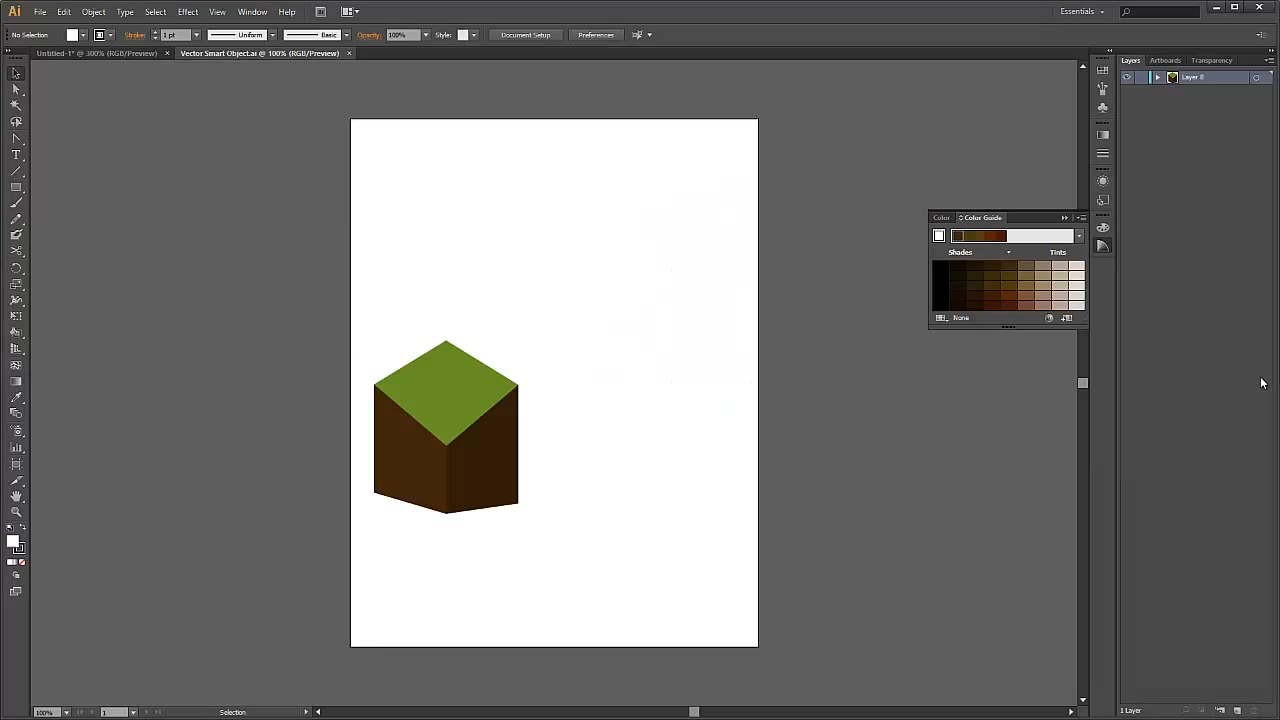 Ai File Edit Object Type Select Effect View Window Help Essentials
No Selection Stroke: 1 pt Uniform Basic Opacity: 100% Style: Document Setup Preferences
Untitled-1* @ 300% (RGB/Preview) × Vector Smart Object.ai @ 100% (RGB/Preview) ×
Layers Artboards Transparency
Color Color Guide
Shades Tints
None
100% 1 Selection
1 Layer